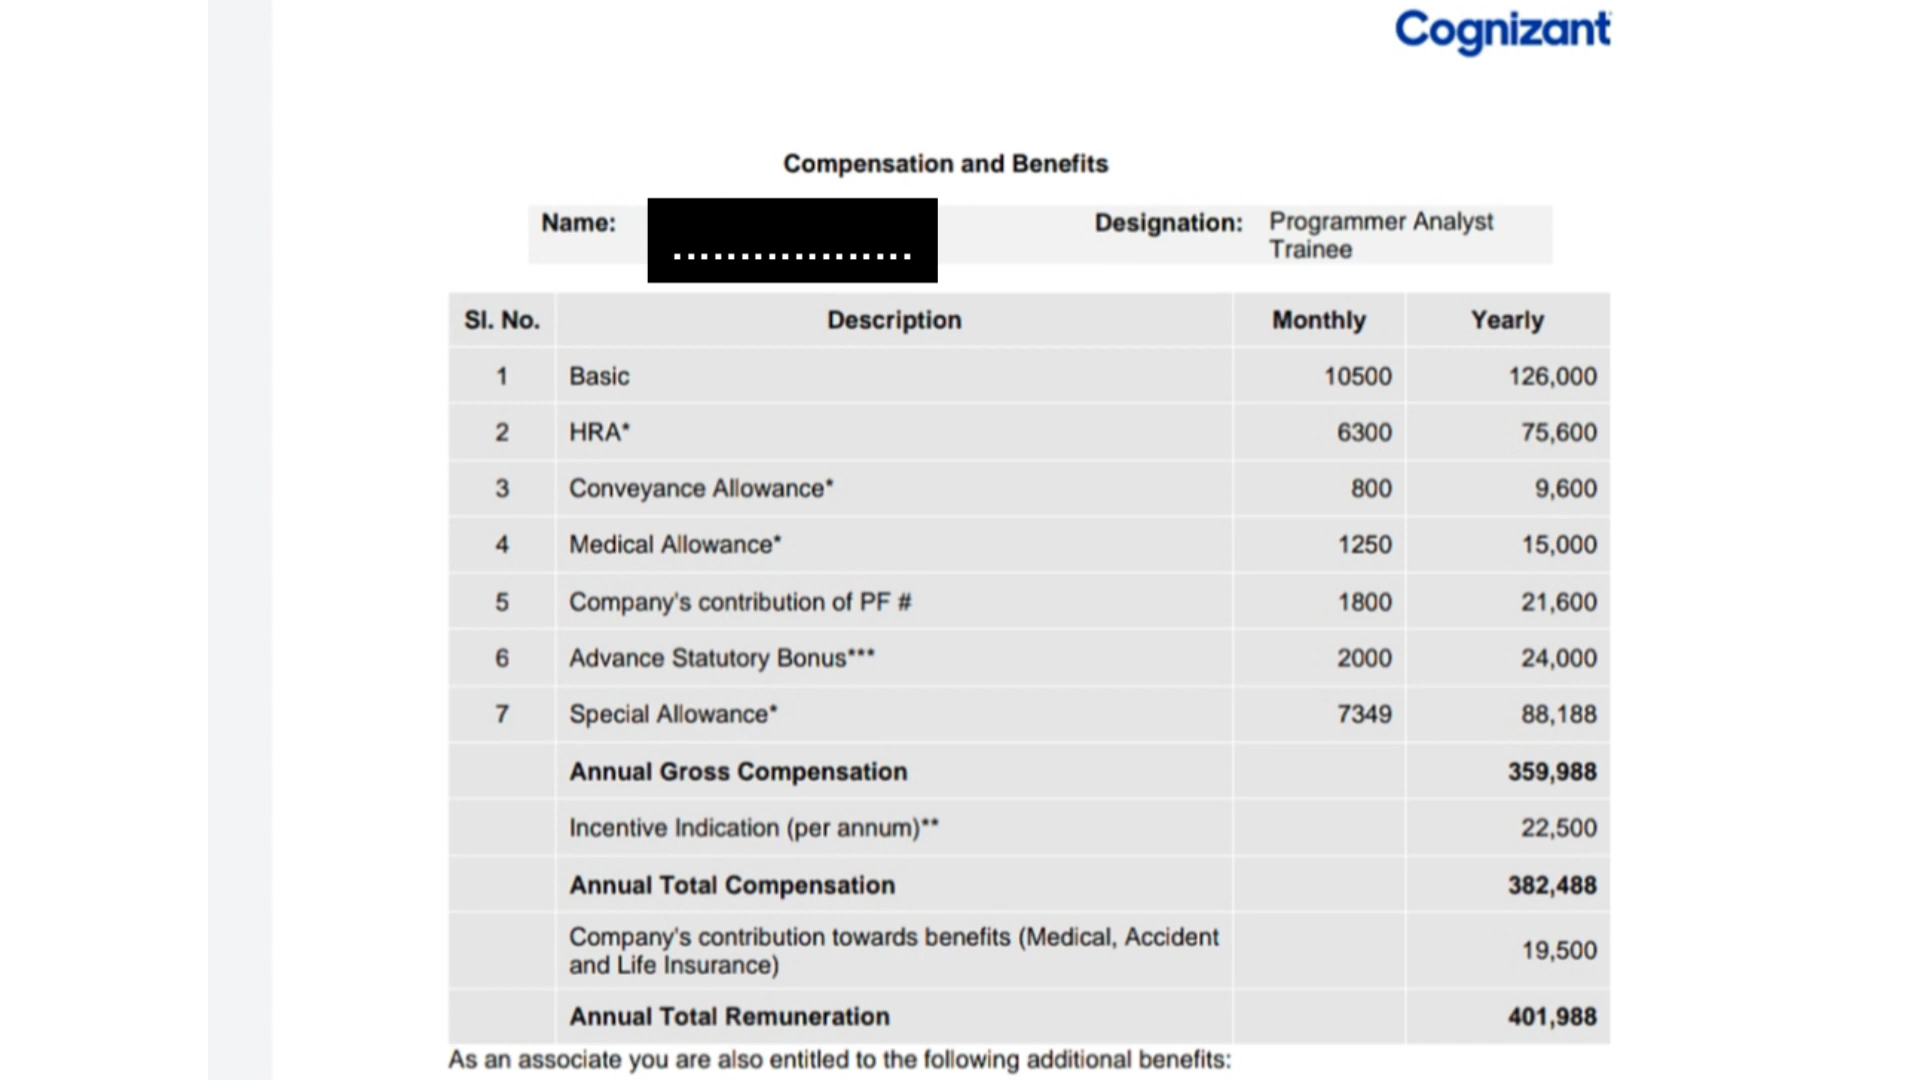 Cognizant
Compensation and Benefits
Name: Designation: Programmer Analyst
Trainee
Sl. No. Description Monthly Yearly
1 Basic 10500 126,000
2 HRA* 6300 75,600
3 Conveyance Allowance* 800 9,600
4 Medical Allowance* 1250 15,000
5 Company's contribution of PF # 1800 21,600
6 Advance Statutory Bonus*** 2000 24,000
7 Special Allowance* 7349 88,188
Annual Gross Compensation 359,988
Incentive Indication (per annum)** 22,500
Annual Total Compensation 382,488
Company's contribution towards benefits (Medical, Accident
and Life Insurance) 19,500
Annual Total Remuneration 401,988
As an associate you are also entitled to the following additional benefits: